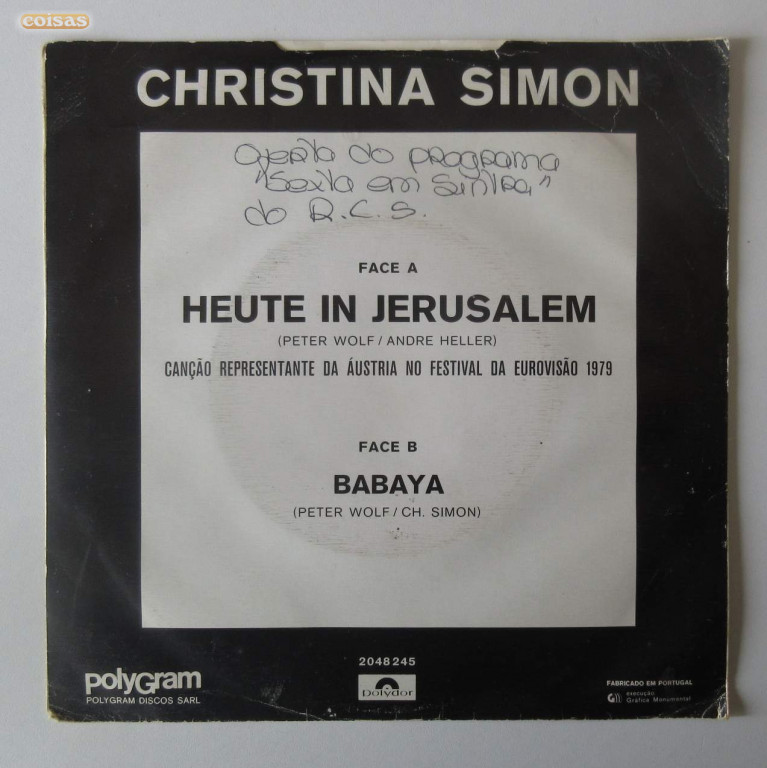 coisas
CHRISTINA SIMON
Oferta do programa
"Sexta em Sintra"
do R.C.S.
FACE A
HEUTE IN JERUSALEM
(PETER WOLF / ANDRE HELLER)
CANÇÃO REPRESENTANTE DA ÁUSTRIA NO FESTIVAL DA EUROVISÃO 1979
FACE B
BABAYA
(PETER WOLF / CH. SIMON)
2048 245
polyGram
POLYGRAM DISCOS SARL
Polydor
FABRICADO EM PORTUGAL
execução
Gráfica Monumental